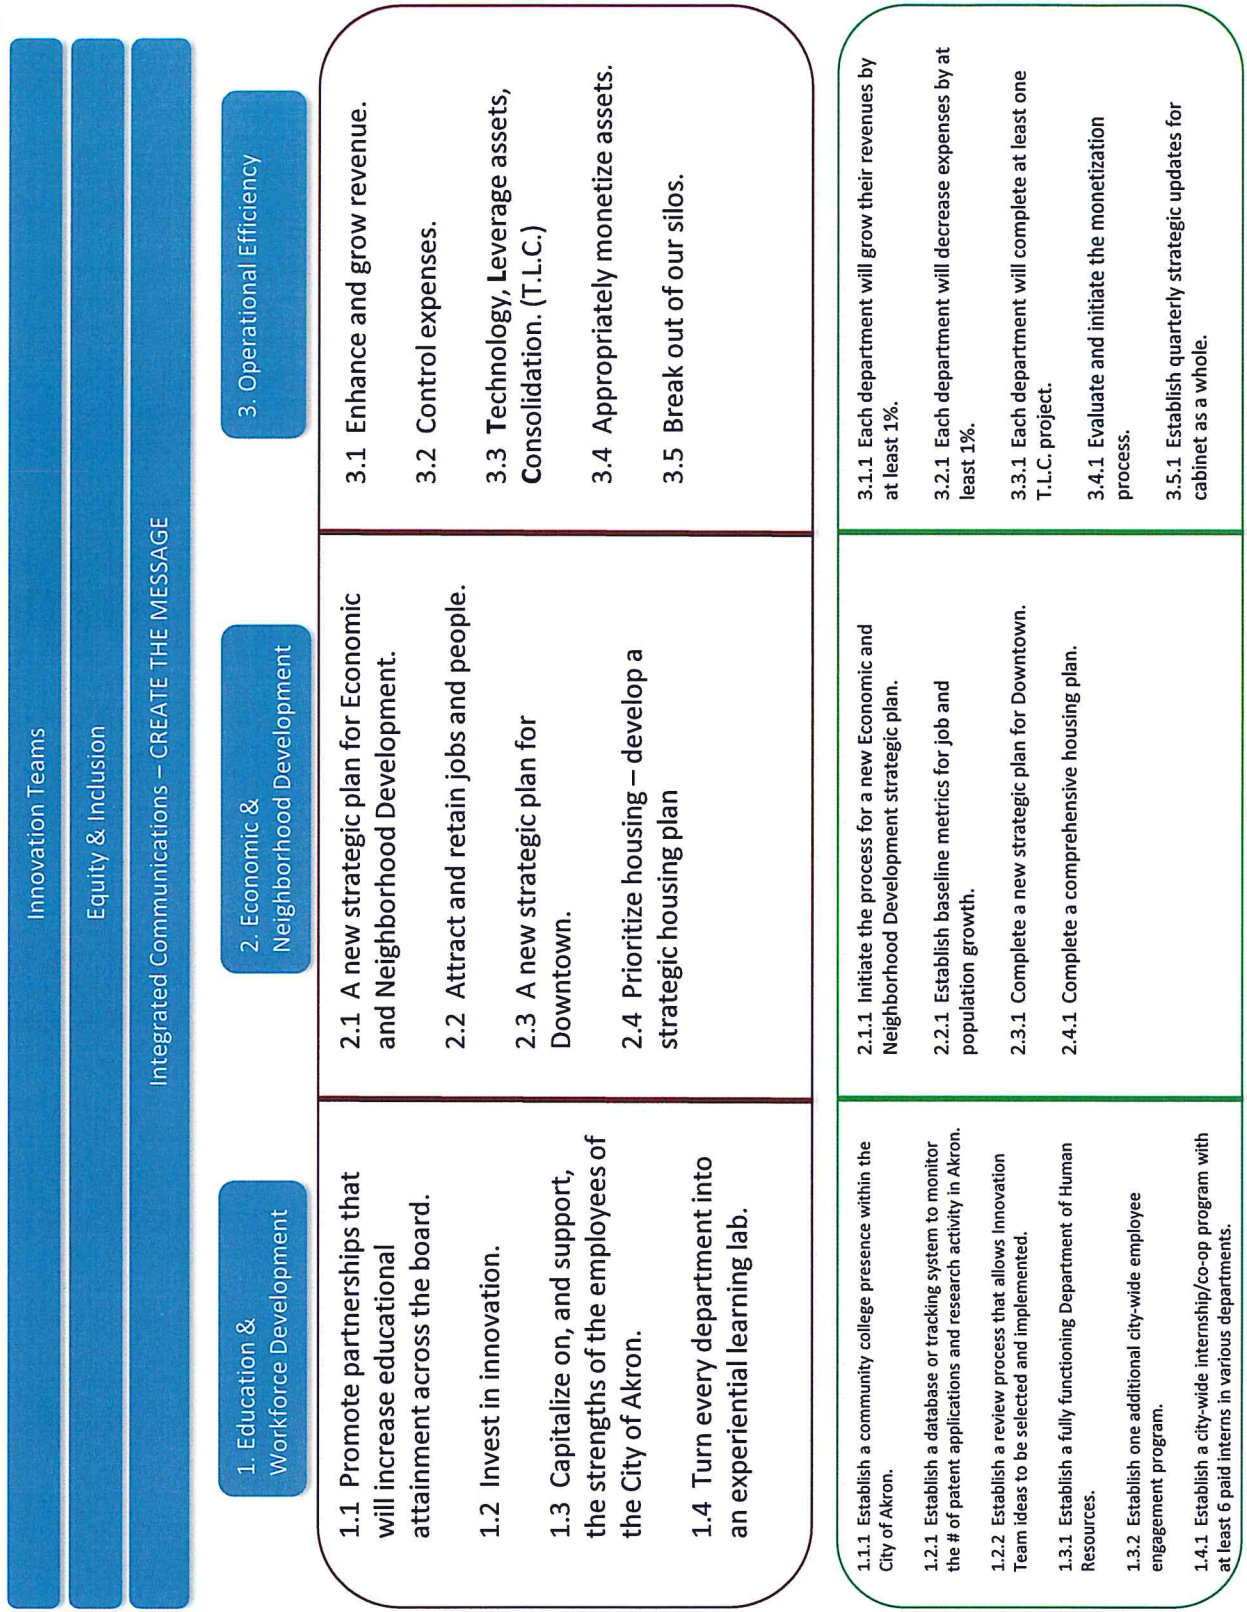 Innovation Teams
Equity & Inclusion
Integrated Communications – CREATE THE MESSAGE
1. Education &
Workforce Development
2. Economic &
Neighborhood Development
3. Operational Efficiency
1.1 Promote partnerships that
will increase educational
attainment across the board.
1.2 Invest in innovation.
1.3 Capitalize on, and support,
the strengths of the employees of
the City of Akron.
1.4 Turn every department into
an experiential learning lab.
2.1 A new strategic plan for Economic
and Neighborhood Development.
2.2 Attract and retain jobs and people.
2.3 A new strategic plan for
Downtown.
2.4 Prioritize housing – develop a
strategic housing plan
3.1 Enhance and grow revenue.
3.2 Control expenses.
3.3 Technology, Leverage assets,
Consolidation. (T.L.C.)
3.4 Appropriately monetize assets.
3.5 Break out of our silos.
1.1.1 Establish a community college presence within the
City of Akron.
1.2.1 Establish a database or tracking system to monitor
the # of patent applications and research activity in Akron.
1.2.2 Establish a review process that allows Innovation
Team ideas to be selected and implemented.
1.3.1 Establish a fully functioning Department of Human
Resources.
1.3.2 Establish one additional city-wide employee
engagement program.
1.4.1 Establish a city-wide internship/co-op program with
at least 6 paid interns in various departments.
2.1.1 Initiate the process for a new Economic and
Neighborhood Development strategic plan.
2.2.1 Establish baseline metrics for job and
population growth.
2.3.1 Complete a new strategic plan for Downtown.
2.4.1 Complete a comprehensive housing plan.
3.1.1 Each department will grow their revenues by
at least 1%.
3.2.1 Each department will decrease expenses by at
least 1%.
3.3.1 Each department will complete at least one
T.L.C. project.
3.4.1 Evaluate and initiate the monetization
process.
3.5.1 Establish quarterly strategic updates for
cabinet as a whole.